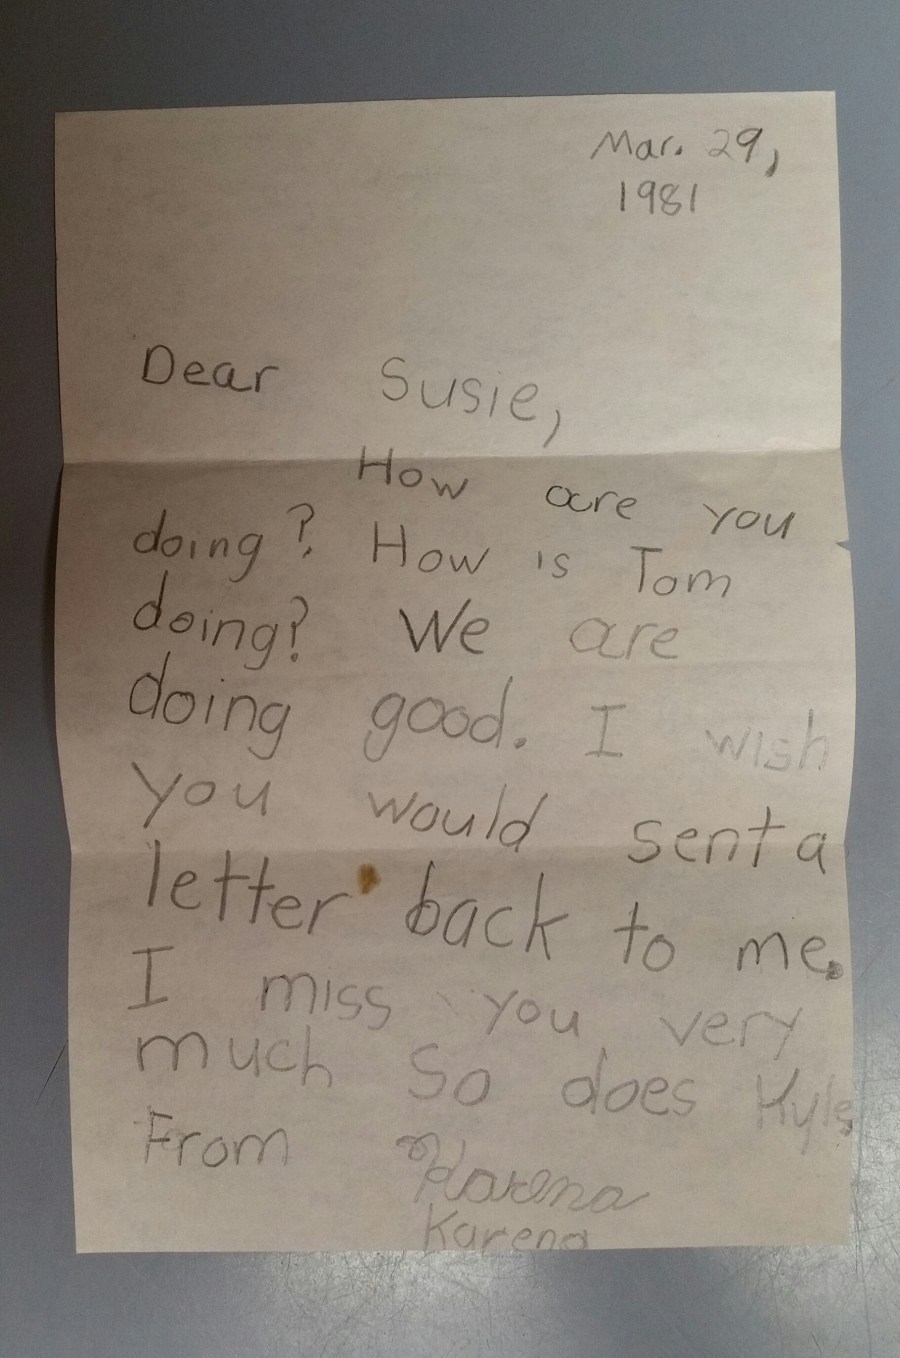 Mar. 29,
1981
Dear Susie,
How are you
doing? How is Tom
doing? We are
doing good. I wish
you would sent a
letter back to me.
I miss you very
much So does Kyle.
From Karena
Karena